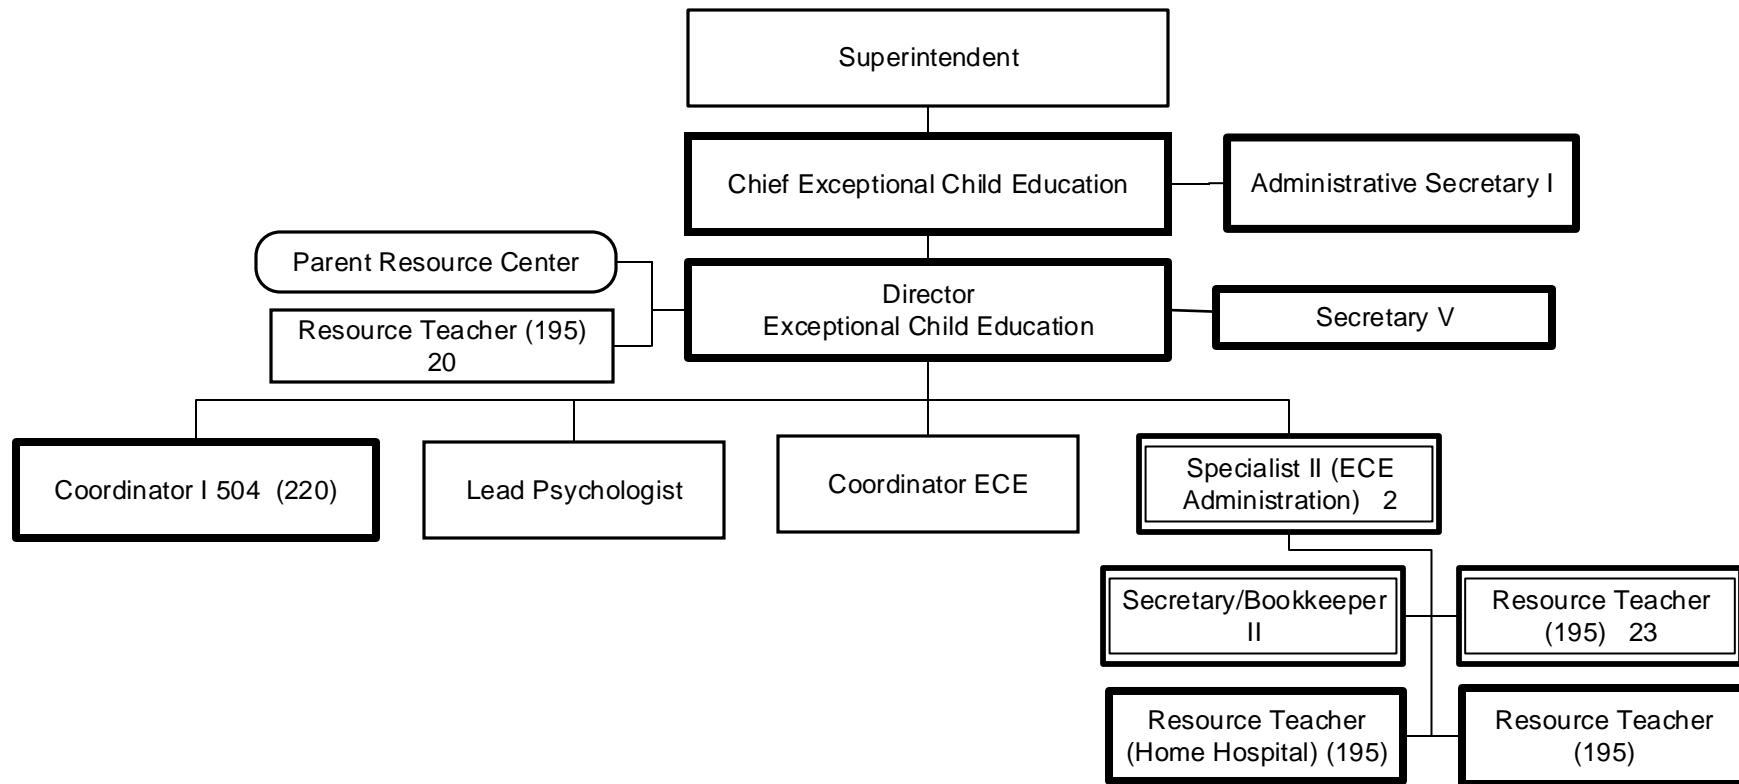 Superintendent
Chief Exceptional Child Education
Administrative Secretary I
Parent Resource Center
Director
Exceptional Child Education
Secretary V
Resource Teacher (195)
20
Coordinator I 504 (220)
Lead Psychologist
Coordinator ECE
Specialist II (ECE
Administration) 2
Secretary/Bookkeeper
II
Resource Teacher
(195) 23
Resource Teacher
(Home Hospital) (195)
Resource Teacher
(195)